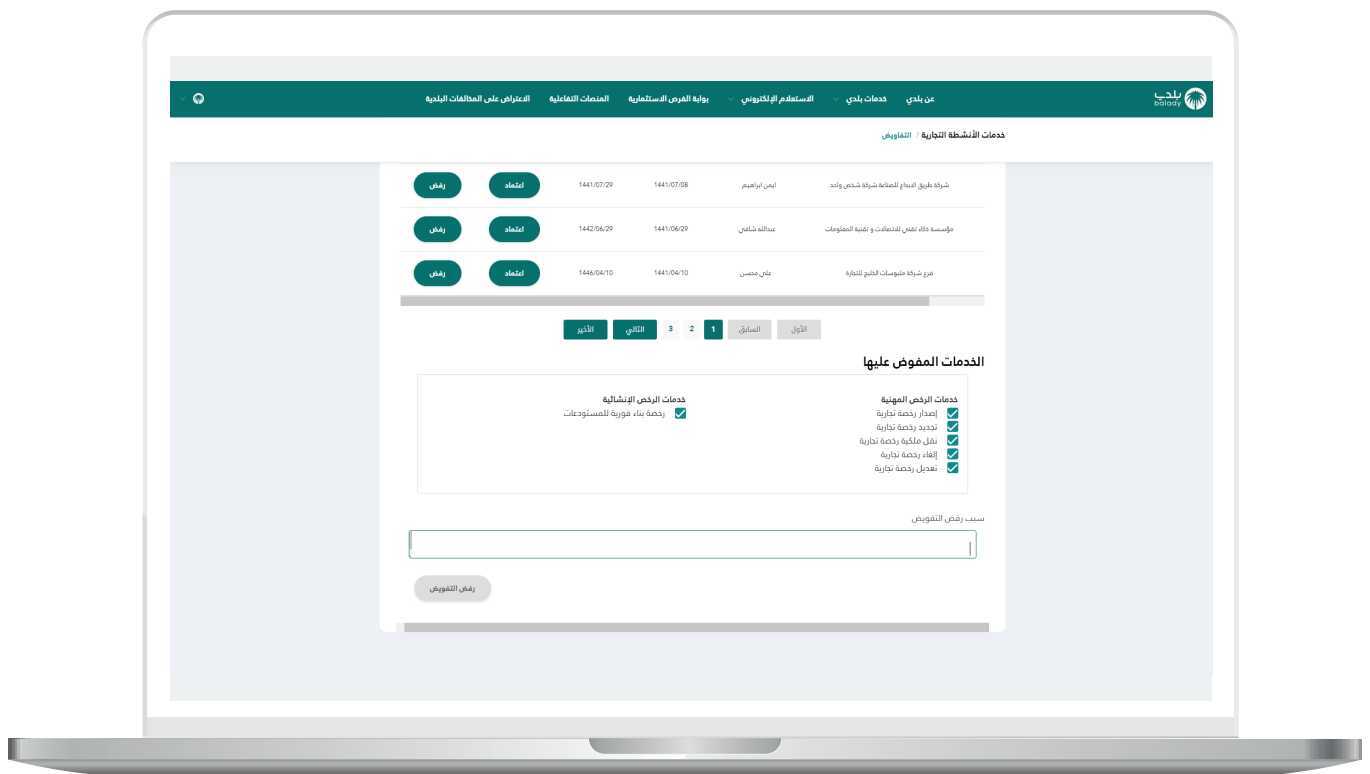 بلدي
balady
عن بلدي خدمات بلدي الاستعلام الإلكتروني بوابة الفرص الاستثمارية المنصات التفاعلية الاعتراض على المخالفات البلدية
خدمات الأنشطة التجارية / التفاويض
شركة طريق الابداع للصناعة شركة شخص واحد ايمن ابراهيم 1441/07/08 1441/07/29 اعتماد رفض
مؤسسة ذكاء تقني للاتصالات و تقنية المعلومات عبدالله شافي 1441/06/29 1442/06/29 اعتماد رفض
فرع شركة ملبوسات الخليج للتجارة علي محسن 1441/04/10 1446/04/10 اعتماد رفض
الأول السابق 1 2 3 التالي الأخير
الخدمات المفوض عليها
خدمات الرخص المهنية
إصدار رخصة تجارية
تجديد رخصة تجارية
نقل ملكية رخصة تجارية
إلغاء رخصة تجارية
تعديل رخصة تجارية
خدمات الرخص الإنشائية
رخصة بناء فورية للمستودعات
سبب رفض التفويض
رفض التفويض